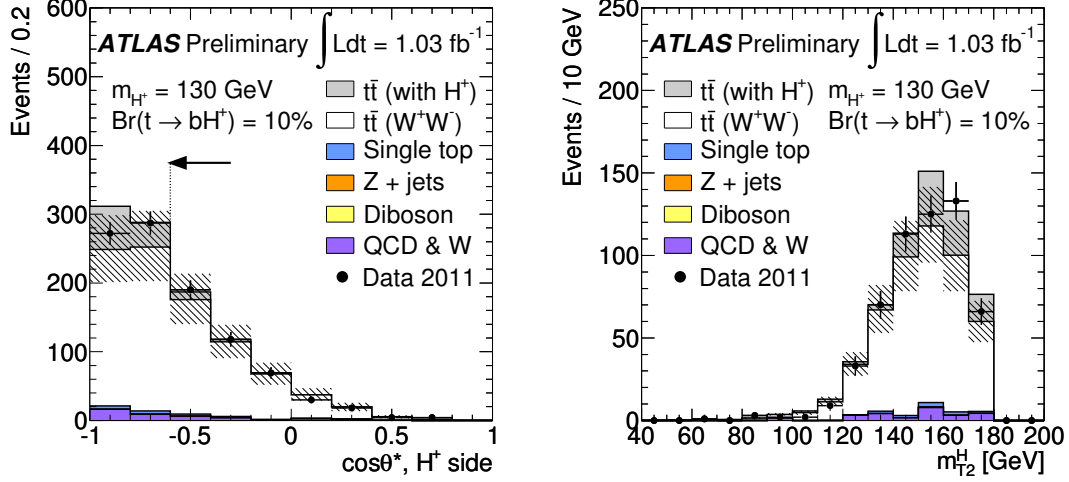 Events / 0.2
600
500
400
300
200
100
0
-1
-0.5
0
0.5
1
cosθ*, H⁺ side
ATLAS Preliminary ∫ Ldt = 1.03 fb⁻¹
m_H⁺ = 130 GeV
Br(t → bH⁺) = 10%
tt̄ (with H⁺)
tt̄ (W⁺W⁻)
Single top
Z + jets
Diboson
QCD & W
Data 2011
Events / 10 GeV
250
200
150
100
50
0
40
60
80
100
120
140
160
180
200
m_T2^H [GeV]
ATLAS Preliminary ∫ Ldt = 1.03 fb⁻¹
tt̄ (with H⁺)
tt̄ (W⁺W⁻)
Single top
Z + jets
Diboson
QCD & W
Data 2011
m_H⁺ = 130 GeV
Br(t → bH⁺) = 10%